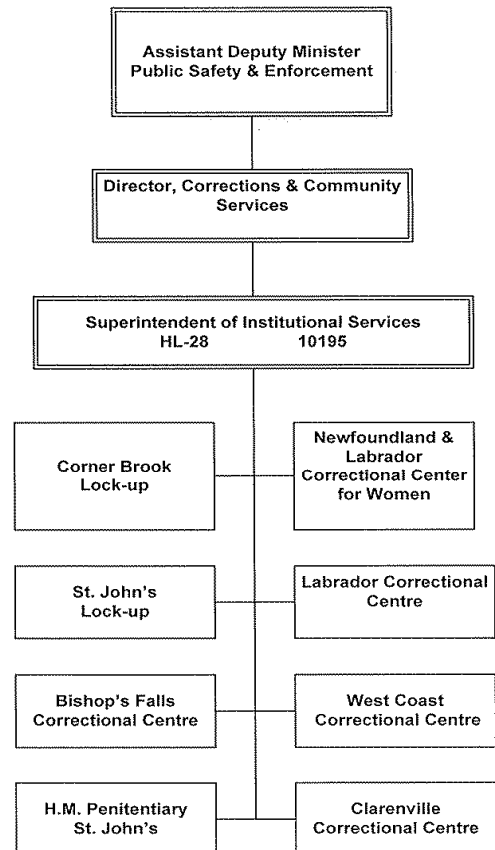 Assistant Deputy Minister
Public Safety & Enforcement
Director, Corrections & Community
Services
Superintendent of Institutional Services
HL-28 10195
Corner Brook
Lock-up
Newfoundland &
Labrador
Correctional Center
for Women
St. John's
Lock-up
Labrador Correctional
Centre
Bishop's Falls
Correctional Centre
West Coast
Correctional Centre
H.M. Penitentiary
St. John's
Clarenville
Correctional Centre